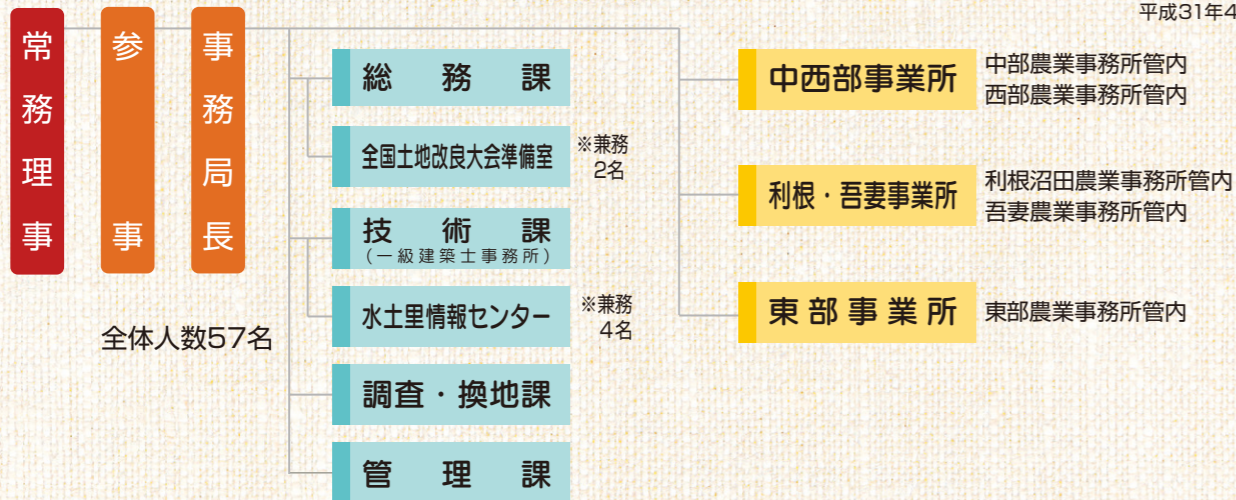 平成31年4
常務理事
参事
事務局長
全体人数57名
総務課
全国土地改良大会準備室
※兼務
2名
技術課
(一級建築士事務所)
水土里情報センター
※兼務
4名
調査・換地課
管理課
中西部事業所
中部農業事務所管内
西部農業事務所管内
利根・吾妻事業所
利根沼田農業事務所管内
吾妻農業事務所管内
東部事業所
東部農業事務所管内